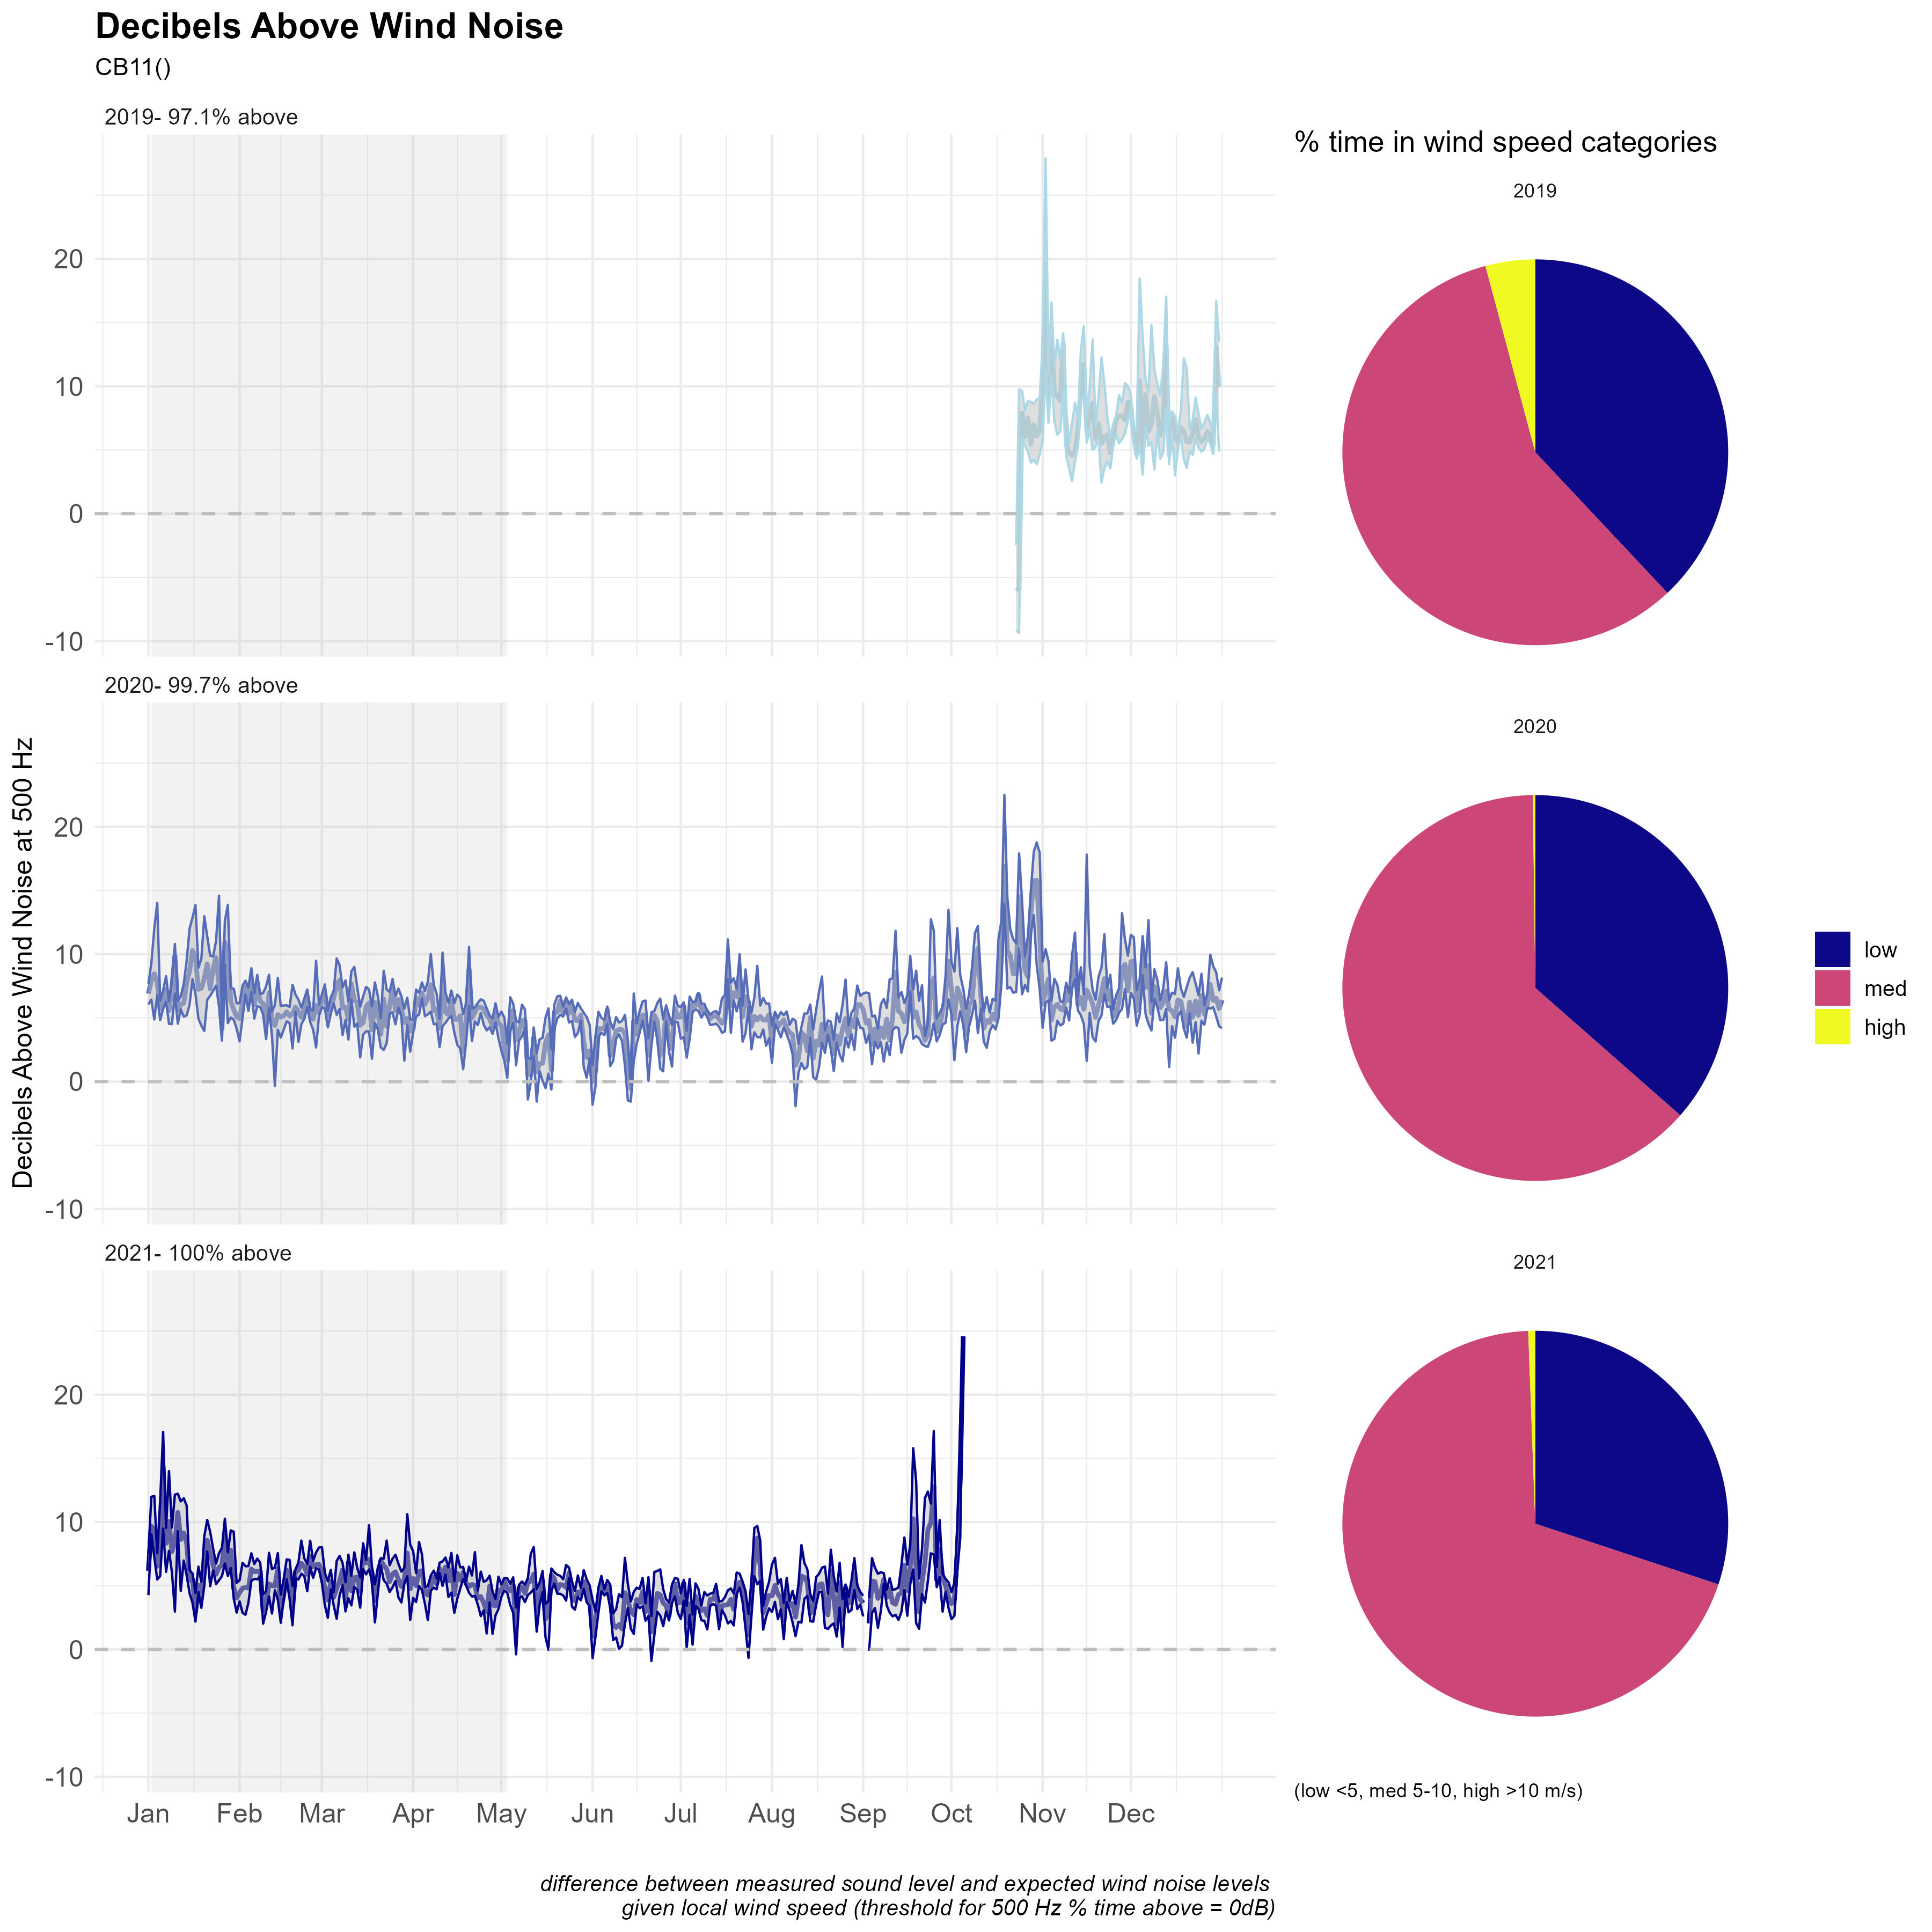 Decibels Above Wind Noise
CB11()
2019- 97.1% above
20
10
0
-10
2020- 99.7% above
20
10
0
-10
2021- 100% above
20
10
0
-10
Decibels Above Wind Noise at 500 Hz
Jan Feb Mar Apr May Jun Jul Aug Sep Oct Nov Dec
difference between measured sound level and expected wind noise levels
given local wind speed (threshold for 500 Hz % time above = 0dB)
% time in wind speed categories
2019
2020
2021
low
med
high
(low <5, med 5-10, high >10 m/s)